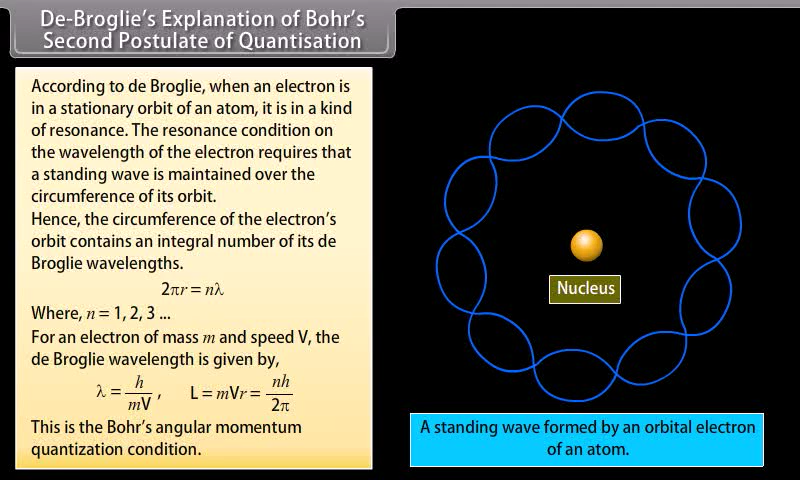 De-Broglie's Explanation of Bohr's
Second Postulate of Quantisation
According to de Broglie, when an electron is
in a stationary orbit of an atom, it is in a kind
of resonance. The resonance condition on
the wavelength of the electron requires that
a standing wave is maintained over the
circumference of its orbit.
Hence, the circumference of the electron's
orbit contains an integral number of its de
Broglie wavelengths.
2πr = nλ
Where, n = 1, 2, 3 ...
For an electron of mass m and speed V, the
de Broglie wavelength is given by,
λ = h/mV , L = mVr = nh/2π
This is the Bohr's angular momentum
quantization condition.
Nucleus
A standing wave formed by an orbital electron
of an atom.